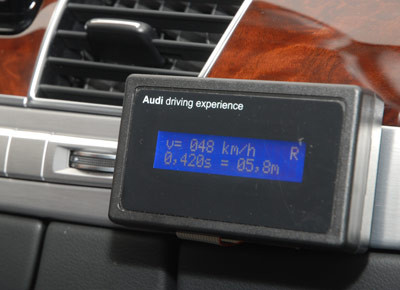 Audi driving experience
v= 048 km/h R
0,420s = 05,8m